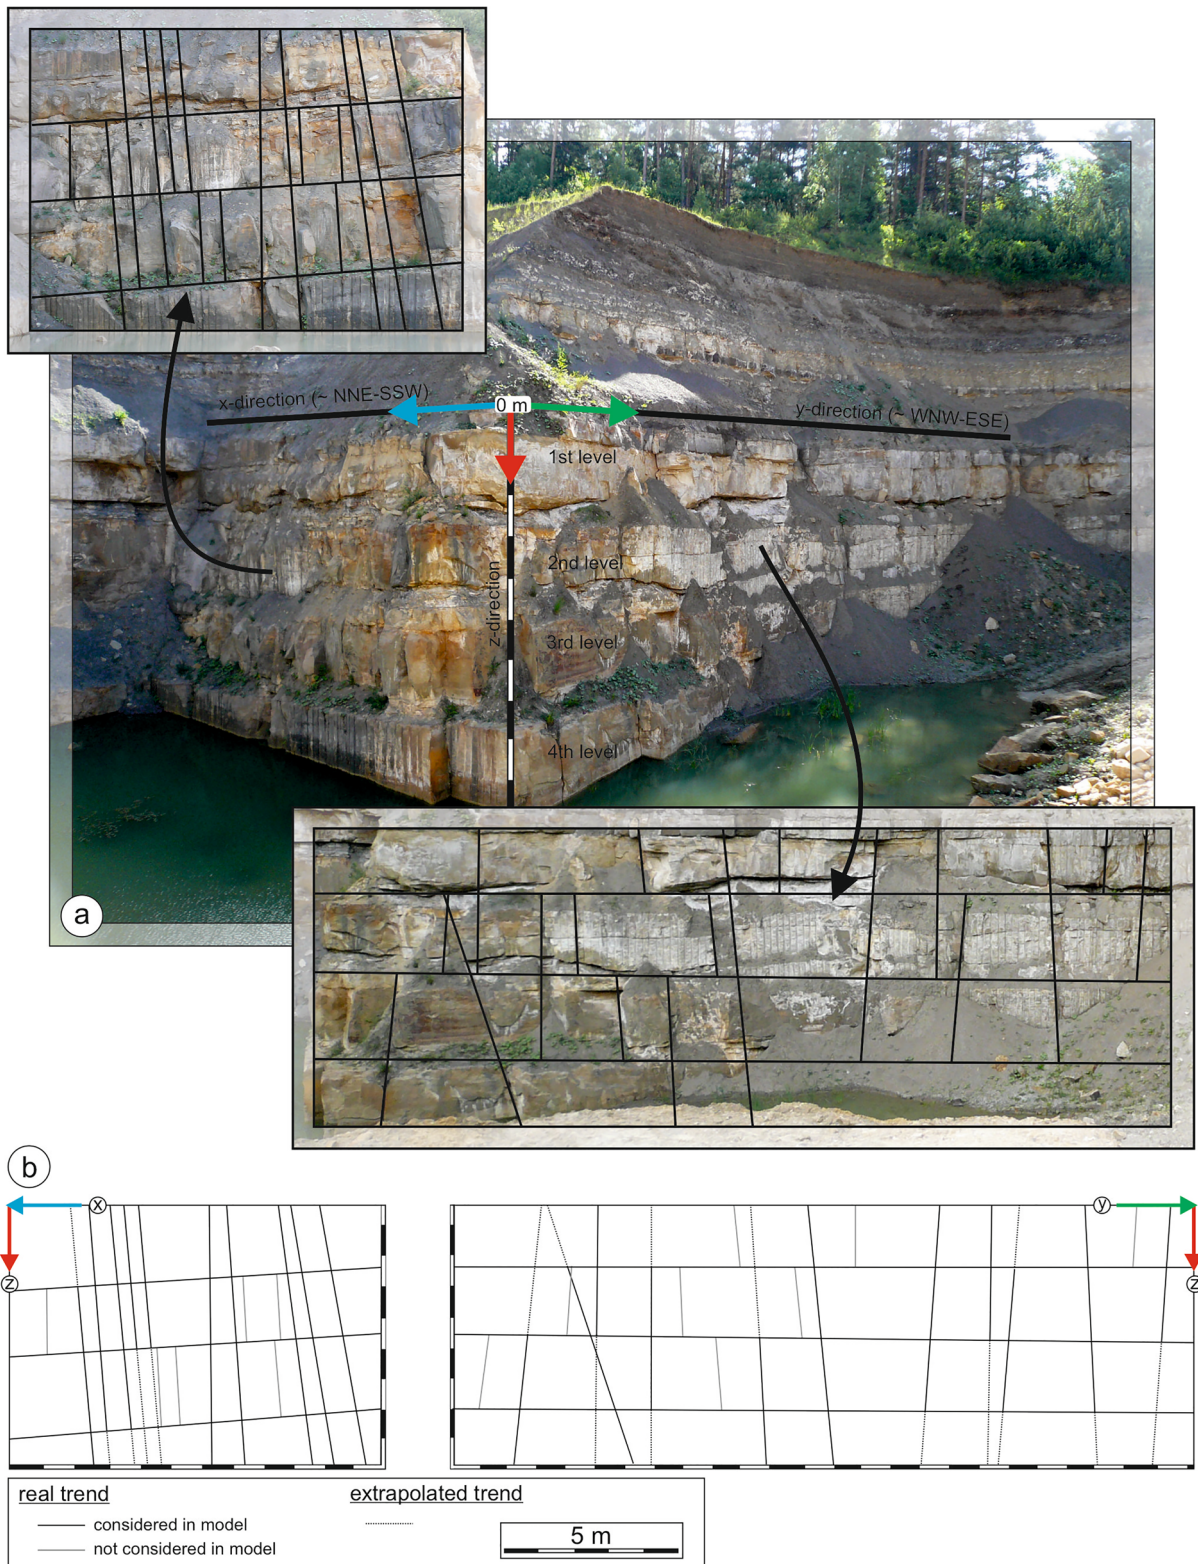 x-direction (~ NNE-SSW)
0 m
y-direction (~ WNW-ESE)
1st level
2nd level
z-direction
3rd level
4th level
a
b
x
y
z
z
real trend
extrapolated trend
considered in model
not considered in model
5 m